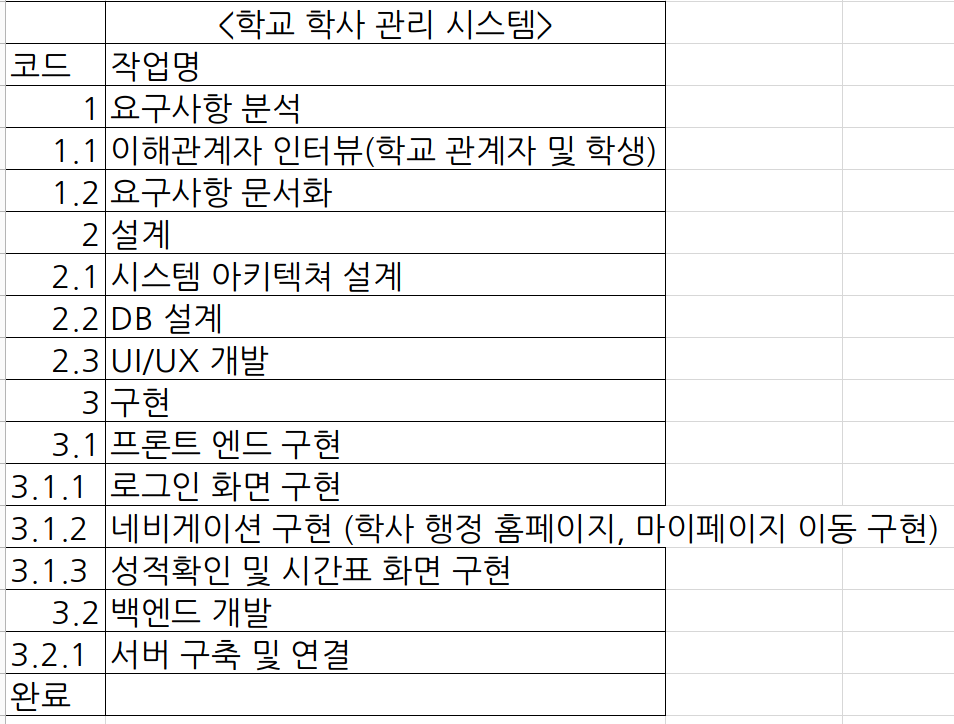 <학교 학사 관리 시스템>
코드 작업명
1 요구사항 분석
1.1 이해관계자 인터뷰(학교 관계자 및 학생)
1.2 요구사항 문서화
2 설계
2.1 시스템 아키텍쳐 설계
2.2 DB 설계
2.3 UI/UX 개발
3 구현
3.1 프론트 엔드 구현
3.1.1 로그인 화면 구현
3.1.2 네비게이션 구현 (학사 행정 홈페이지, 마이페이지 이동 구현)
3.1.3 성적확인 및 시간표 화면 구현
3.2 백엔드 개발
3.2.1 서버 구축 및 연결
완료